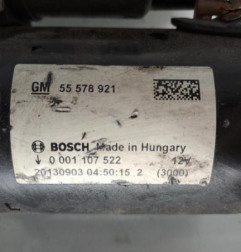 GM 55 578 921
BOSCH Made in Hungary
0 001 107 522 12V
20130903 04:50:15 2 (3000)